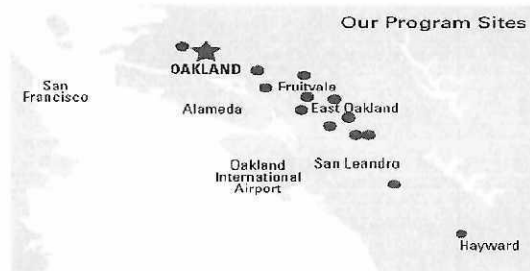 Our Program Sites
OAKLAND
San
Francisco
Fruitvale
Alameda
East Oakland
Oakland
International
Airport
San Leandro
Hayward